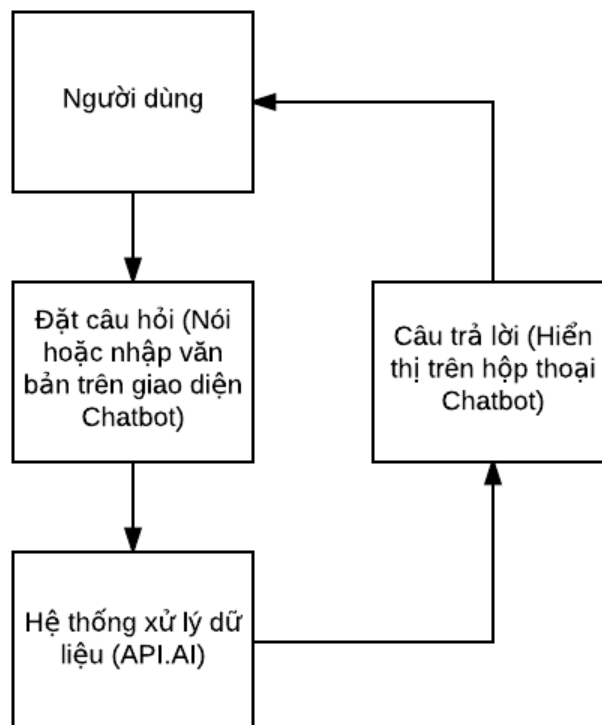 Người dùng
Đặt câu hỏi (Nói
hoặc nhập văn
bản trên giao diện
Chatbot)
Câu trả lời (Hiển
thị trên hộp thoại
Chatbot)
Hệ thống xử lý dữ
liệu (API.AI)